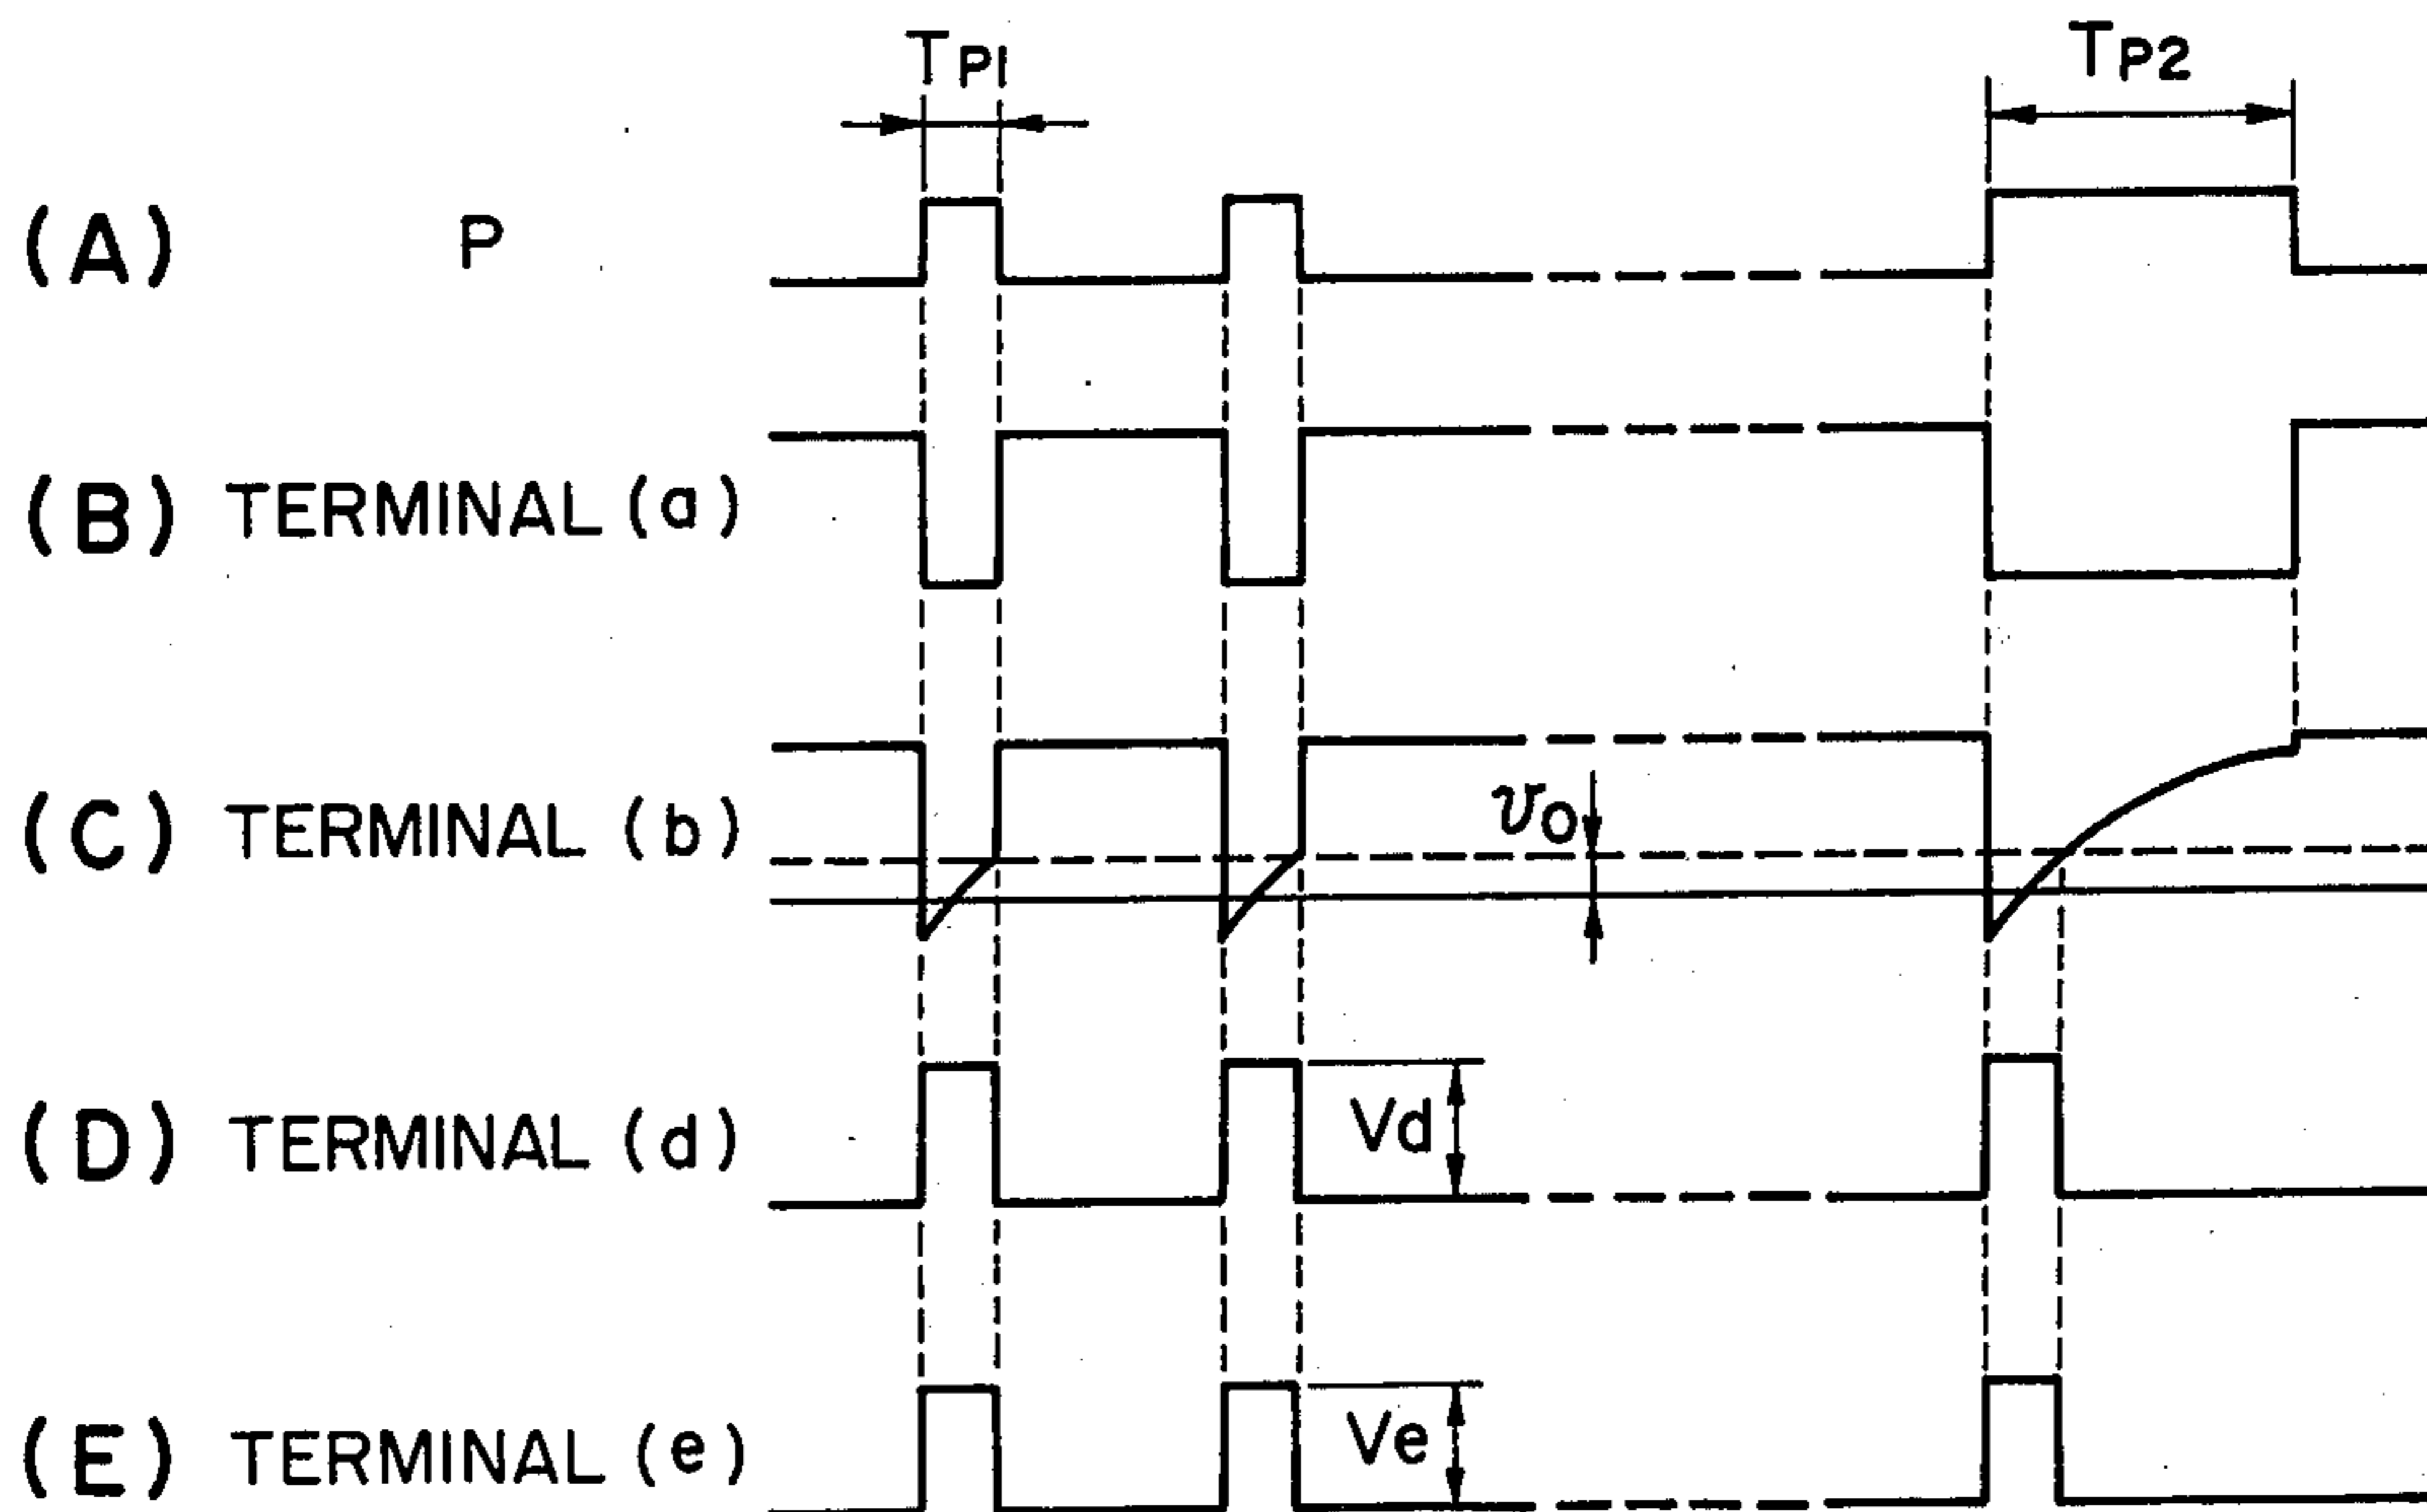 TP1
TP2
(A) P
(B) TERMINAL (a)
(C) TERMINAL (b)
v0
(D) TERMINAL (d)
Vd
(E) TERMINAL (e)
Ve